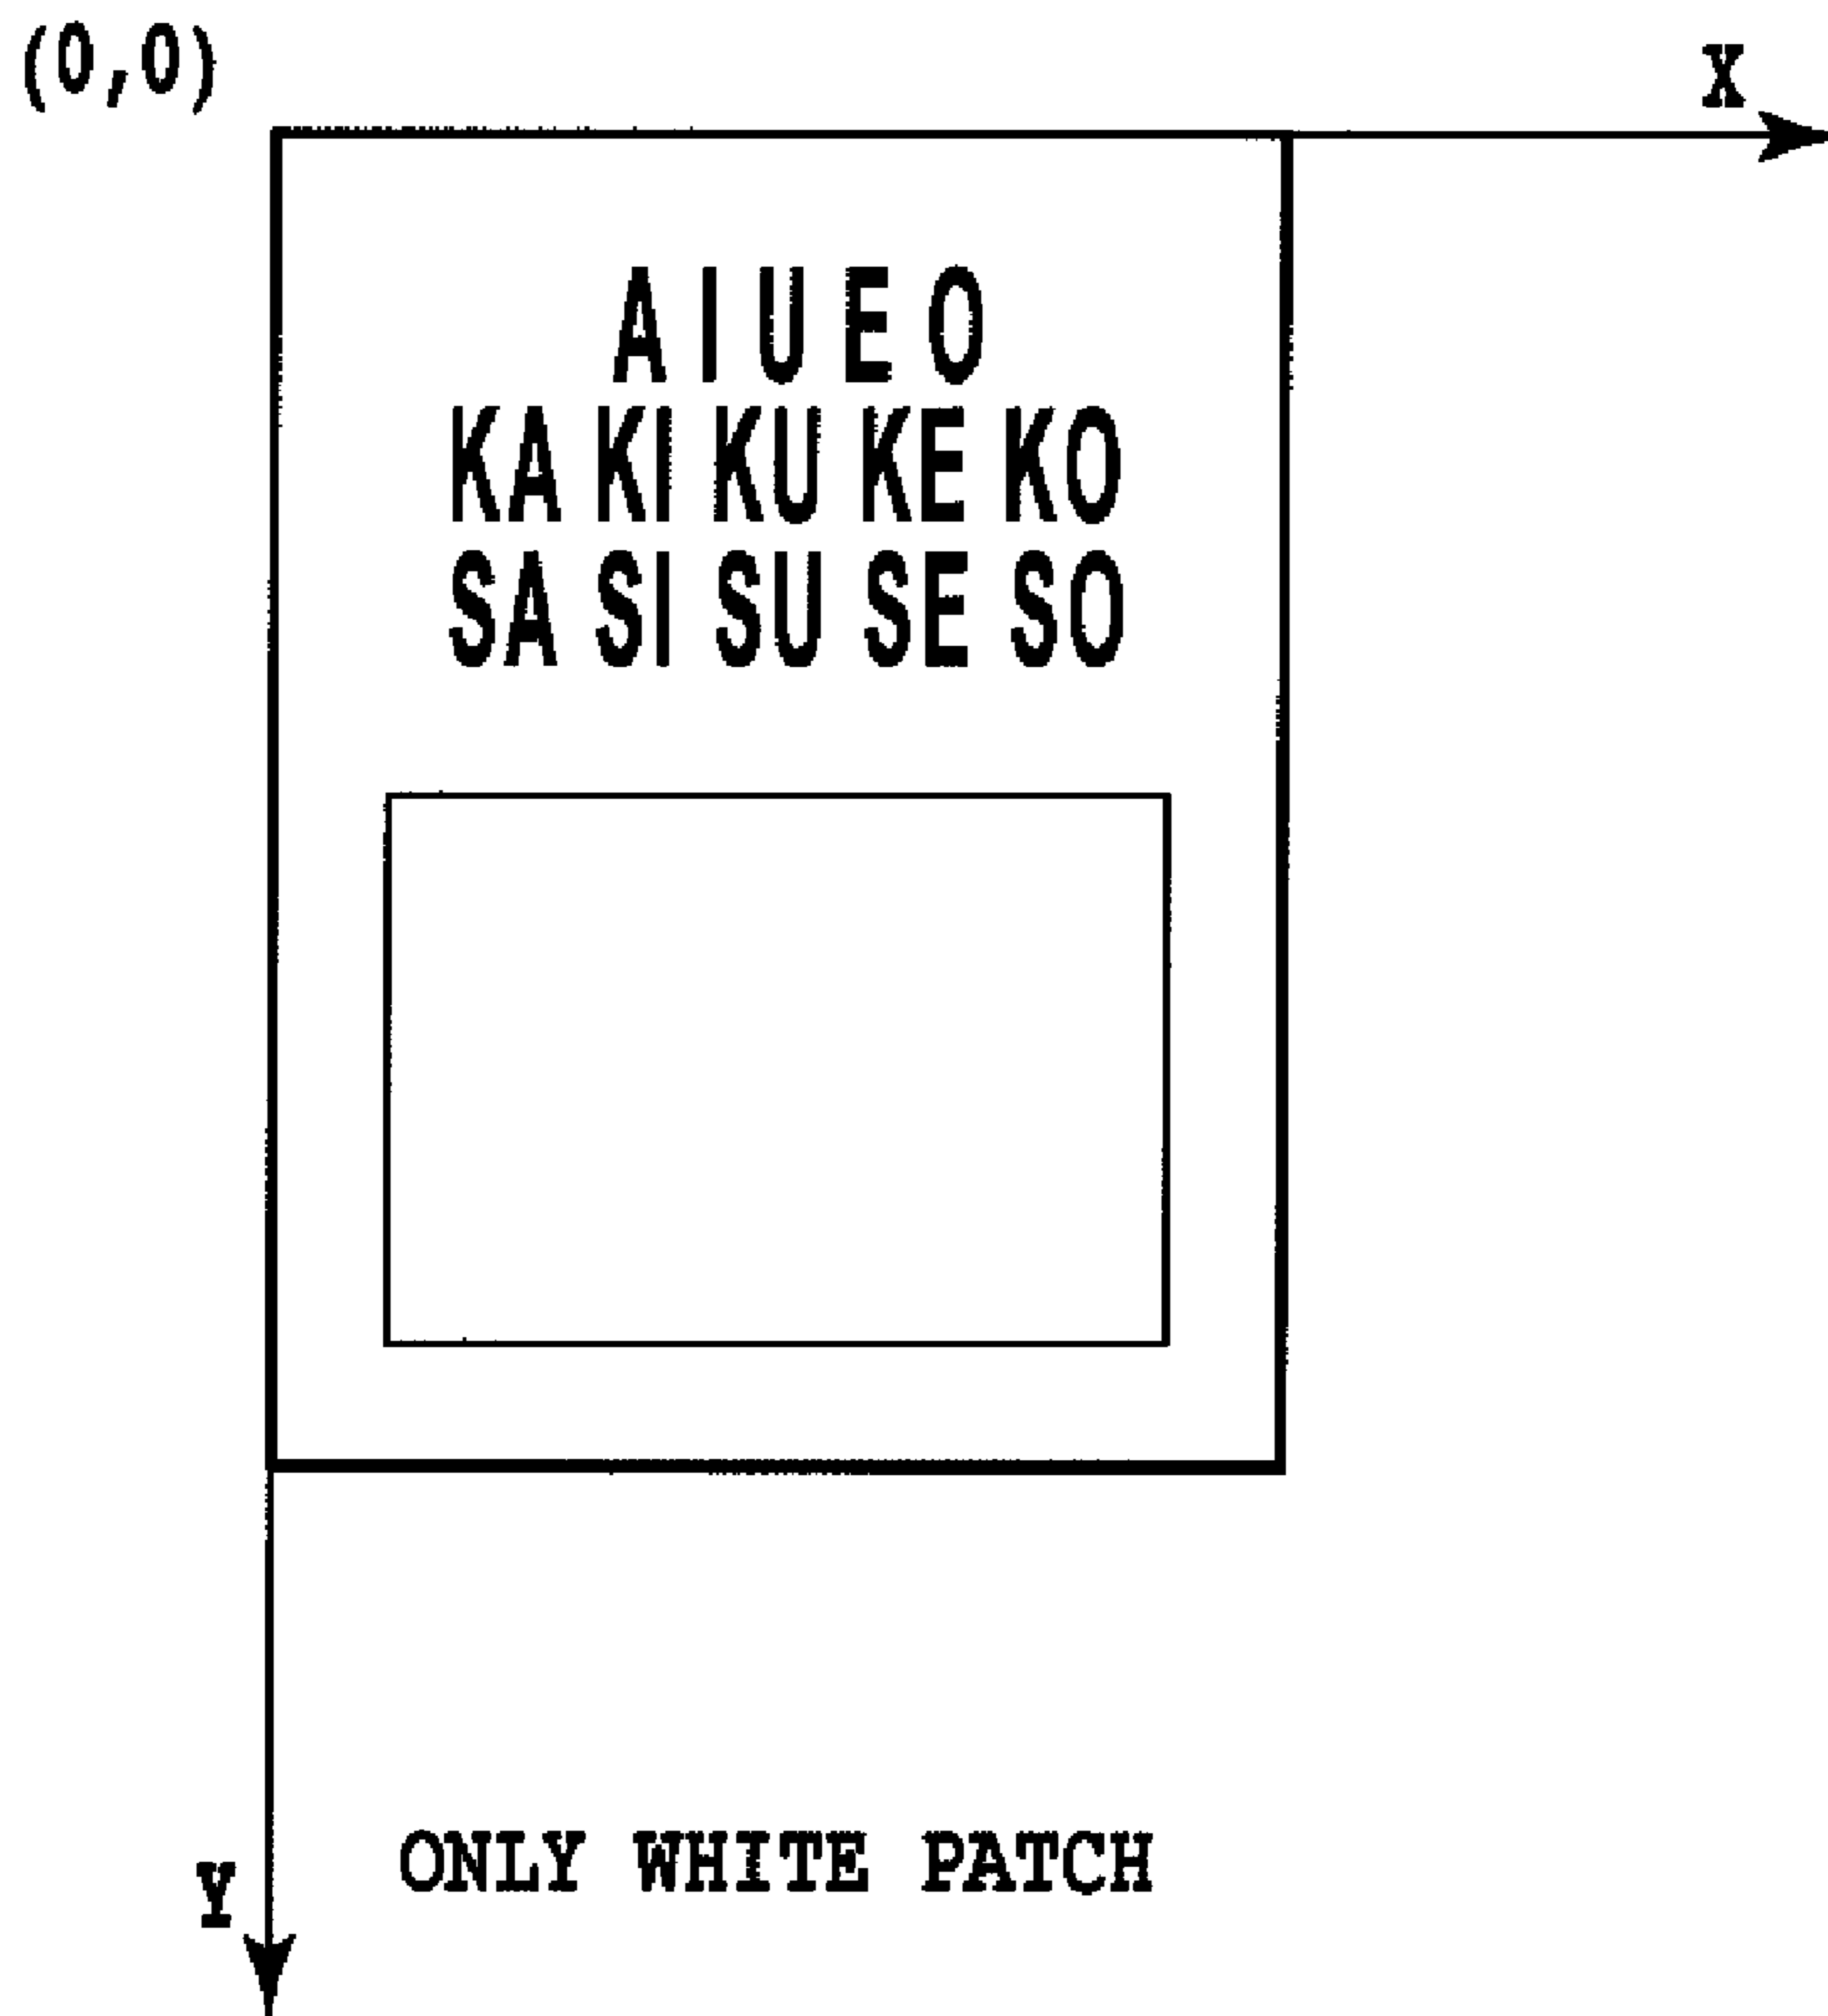 (0,0)
X
A I U E O
KA KI KU KE KO
SA SI SU SE SO
ONLY WHITE PATCH
Y